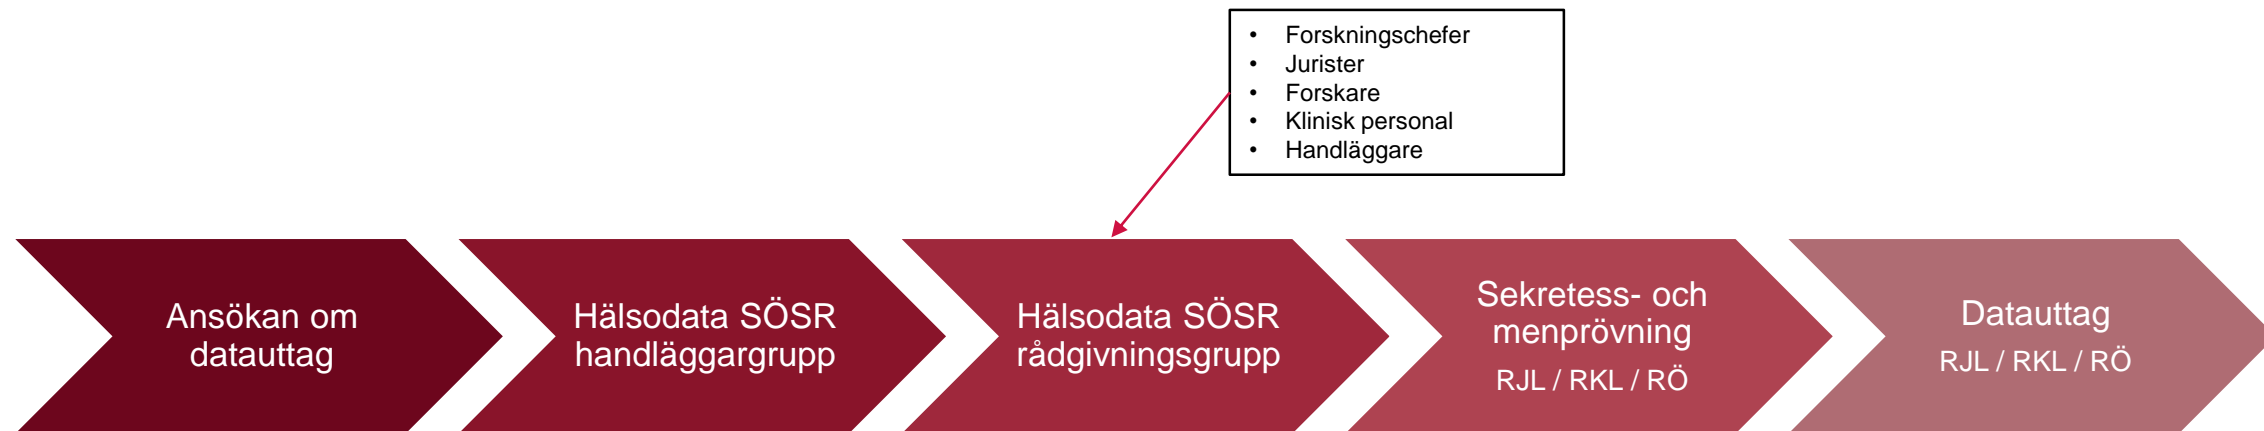 • Forskningschefer
• Jurister
• Forskare
• Klinisk personal
• Handläggare
Ansökan om
datauttag
Hälsodata SÖSR
handläggargrupp
Hälsodata SÖSR
rådgivningsgrupp
Sekretess- och
menprövning
RJL / RKL / RÖ
Datauttag
RJL / RKL / RÖ